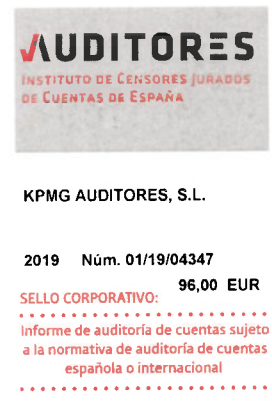 AUDITORES
INSTITUTO DE CENSORES JURADOS
DE CUENTAS DE ESPAÑA
KPMG AUDITORES, S.L.
2019 Núm. 01/19/04347
96,00 EUR
SELLO CORPORATIVO:
Informe de auditoría de cuentas sujeto
a la normativa de auditoría de cuentas
española o internacional